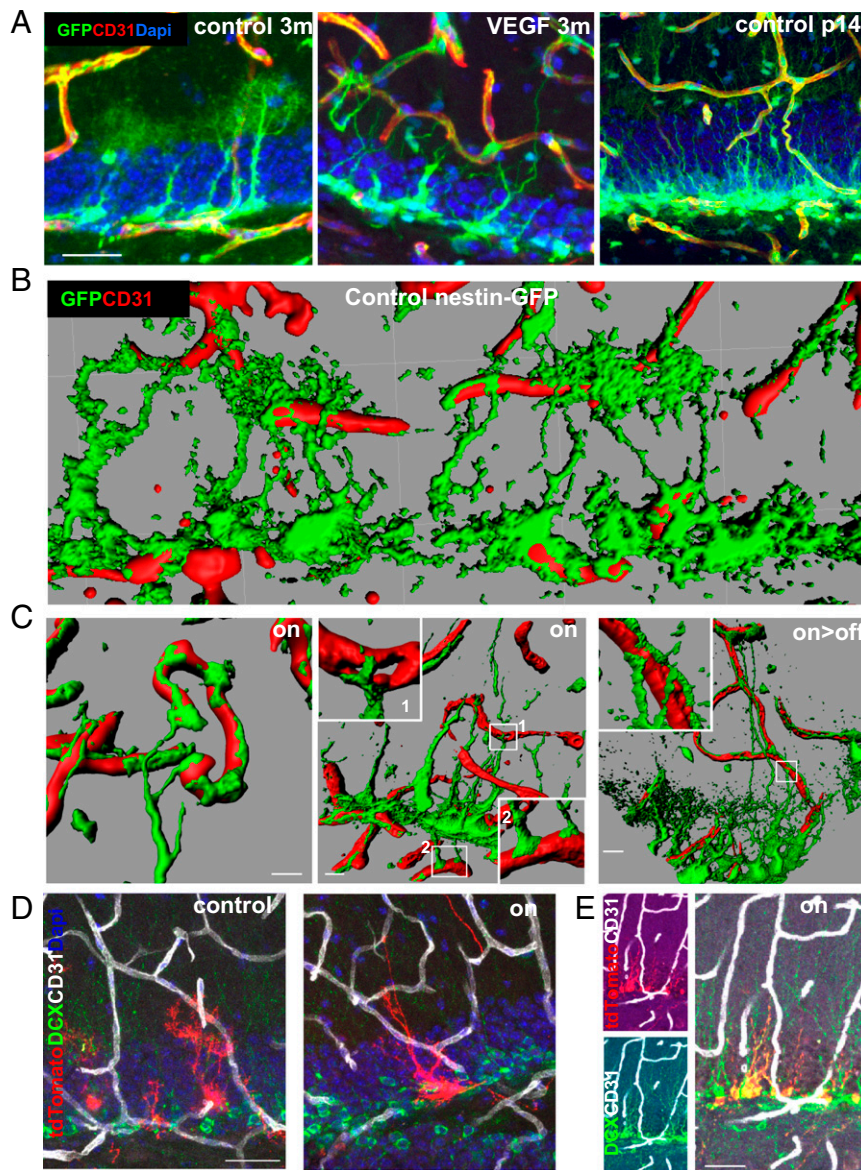 A
GFPCD31Dapi
control 3m
VEGF 3m
control p14
B
GFPCD31
Control nestin-GFP
C
on
on
on>off
1
1
2
2
D
tdTomatoDCXCD31Dapi
control
on
E
tdTomatoCD31
DCXCD31
on